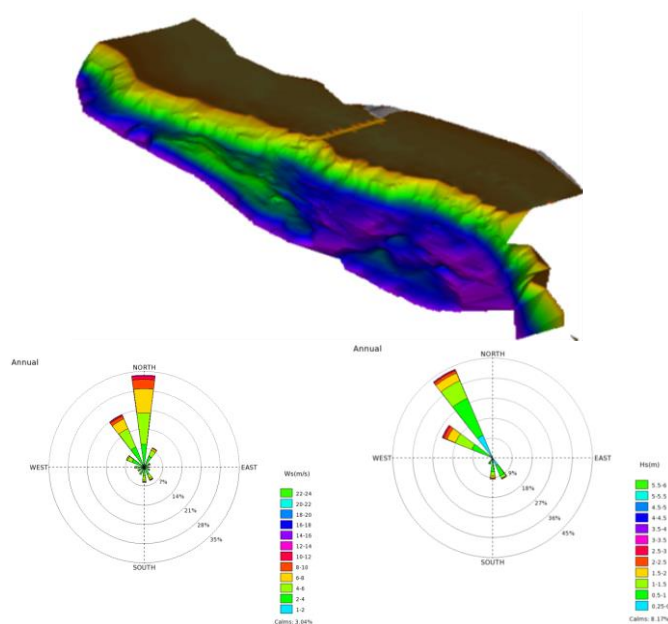 Annual
NORTH
WEST
EAST
SOUTH
7%
14%
21%
28%
35%
Ws(m/s)
22-24
20-22
18-20
16-18
14-16
12-14
10-12
8-10
6-8
4-6
2-4
1-2
Calms: 3.04%
Annual
NORTH
WEST
EAST
SOUTH
9%
18%
27%
36%
45%
Hs(m)
5.5-6
5-5.5
4.5-5
4-4.5
3.5-4
3-3.5
2.5-3
2-2.5
1.5-2
1-1.5
0.5-1
Calms: 8.17%